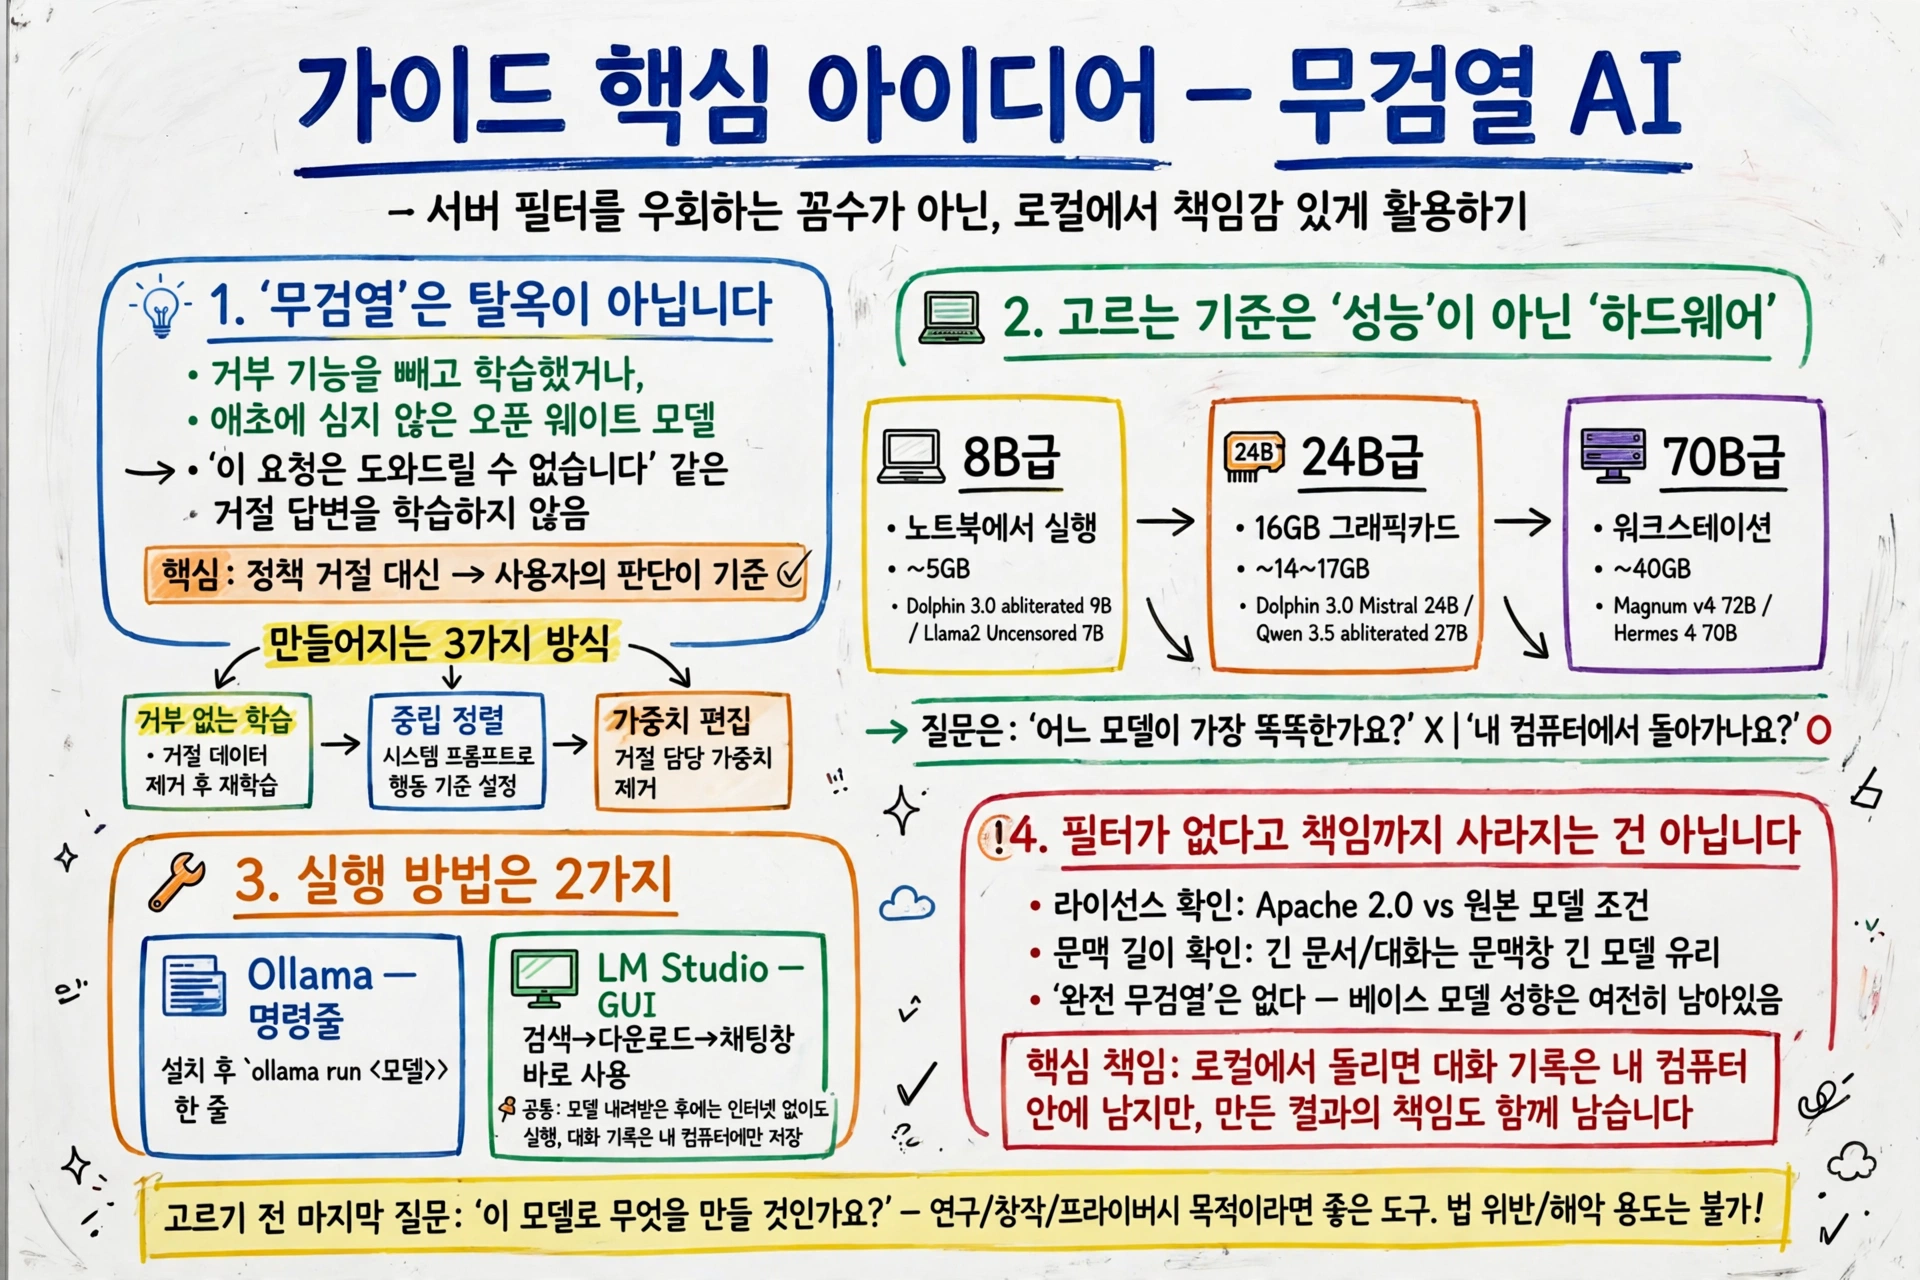 가이드 핵심 아이디어 – 무검열 AI
– 서버 필터를 우회하는 꼼수가 아닌, 로컬에서 책임감 있게 활용하기
1. ‘무검열’은 탈옥이 아닙니다
• 거부 기능을 빼고 학습했거나,
• 애초에 심지 않은 오푼 웨이트 모델
→ • ‘이 요청은 도와드릴 수 없습니다’ 같은
• 거절 답변을 학습하지 않음
핵심: 정책 거절 대신 → 사용자의 판단이 기준
만들어지는 3가지 방식
거부 없는 학습
• 거절 데이터
제거 후 재학습
중립 정렬
시스템 프롬프트로
행동 기준 설정
가중치 편집
거절 담당 가중치
제거
2. 고르는 기준은 ‘성능’이 아닌 ‘하드웨어’
8B급
• 노트북에서 실행
• ~5GB
• Dolphin 3.0 abliterated 9B
/ Llama2 Uncensored 7B
24B
24B급
• 16GB 그래픽카드
• ~14~17GB
• Dolphin 3.0 Mistral 24B /
Qwen 3.5 abliterated 27B
70B급
• 워크스테이션
• ~40GB
• Magnum v4 72B /
Hermes 4 70B
→ 질문은: ‘어느 모델이 가장 똑똑한가요?’ X | ‘내 컴퓨터에서 돌아가나요?’ O
3. 실행 방법은 2가지
Ollama –
명령줄
설치 후 `ollama run <모델>>
한 줄
LM Studio –
GUI
검색→다운로드→채팅창
바로 사용
공통: 모델 내려받은 후에는 인터넷 없이도
실행, 대화 기록은 내 컴퓨터에만 저장
!4. 필터가 없다고 책임까지 사라지는 건 아닙니다
• 라이선스 확인: Apache 2.0 vs 원본 모델 조건
• 문맥 길이 확인: 긴 문서/대화는 문맥창 긴 모델 유리
• ‘완전 무검열’은 없다 – 베이스 모델 성향은 여전히 남아있음
핵심 책임: 로컬에서 돌리면 대화 기록은 내 컴퓨터
안에 남지만, 만든 결과의 책임도 함께 남습니다
고르기 전 마지막 질문: ‘이 모델로 무엇을 만들 것인가요?’ – 연구/창작/프라이버시 목적이라면 좋은 도구. 법 위반/해악 용도는 불가!